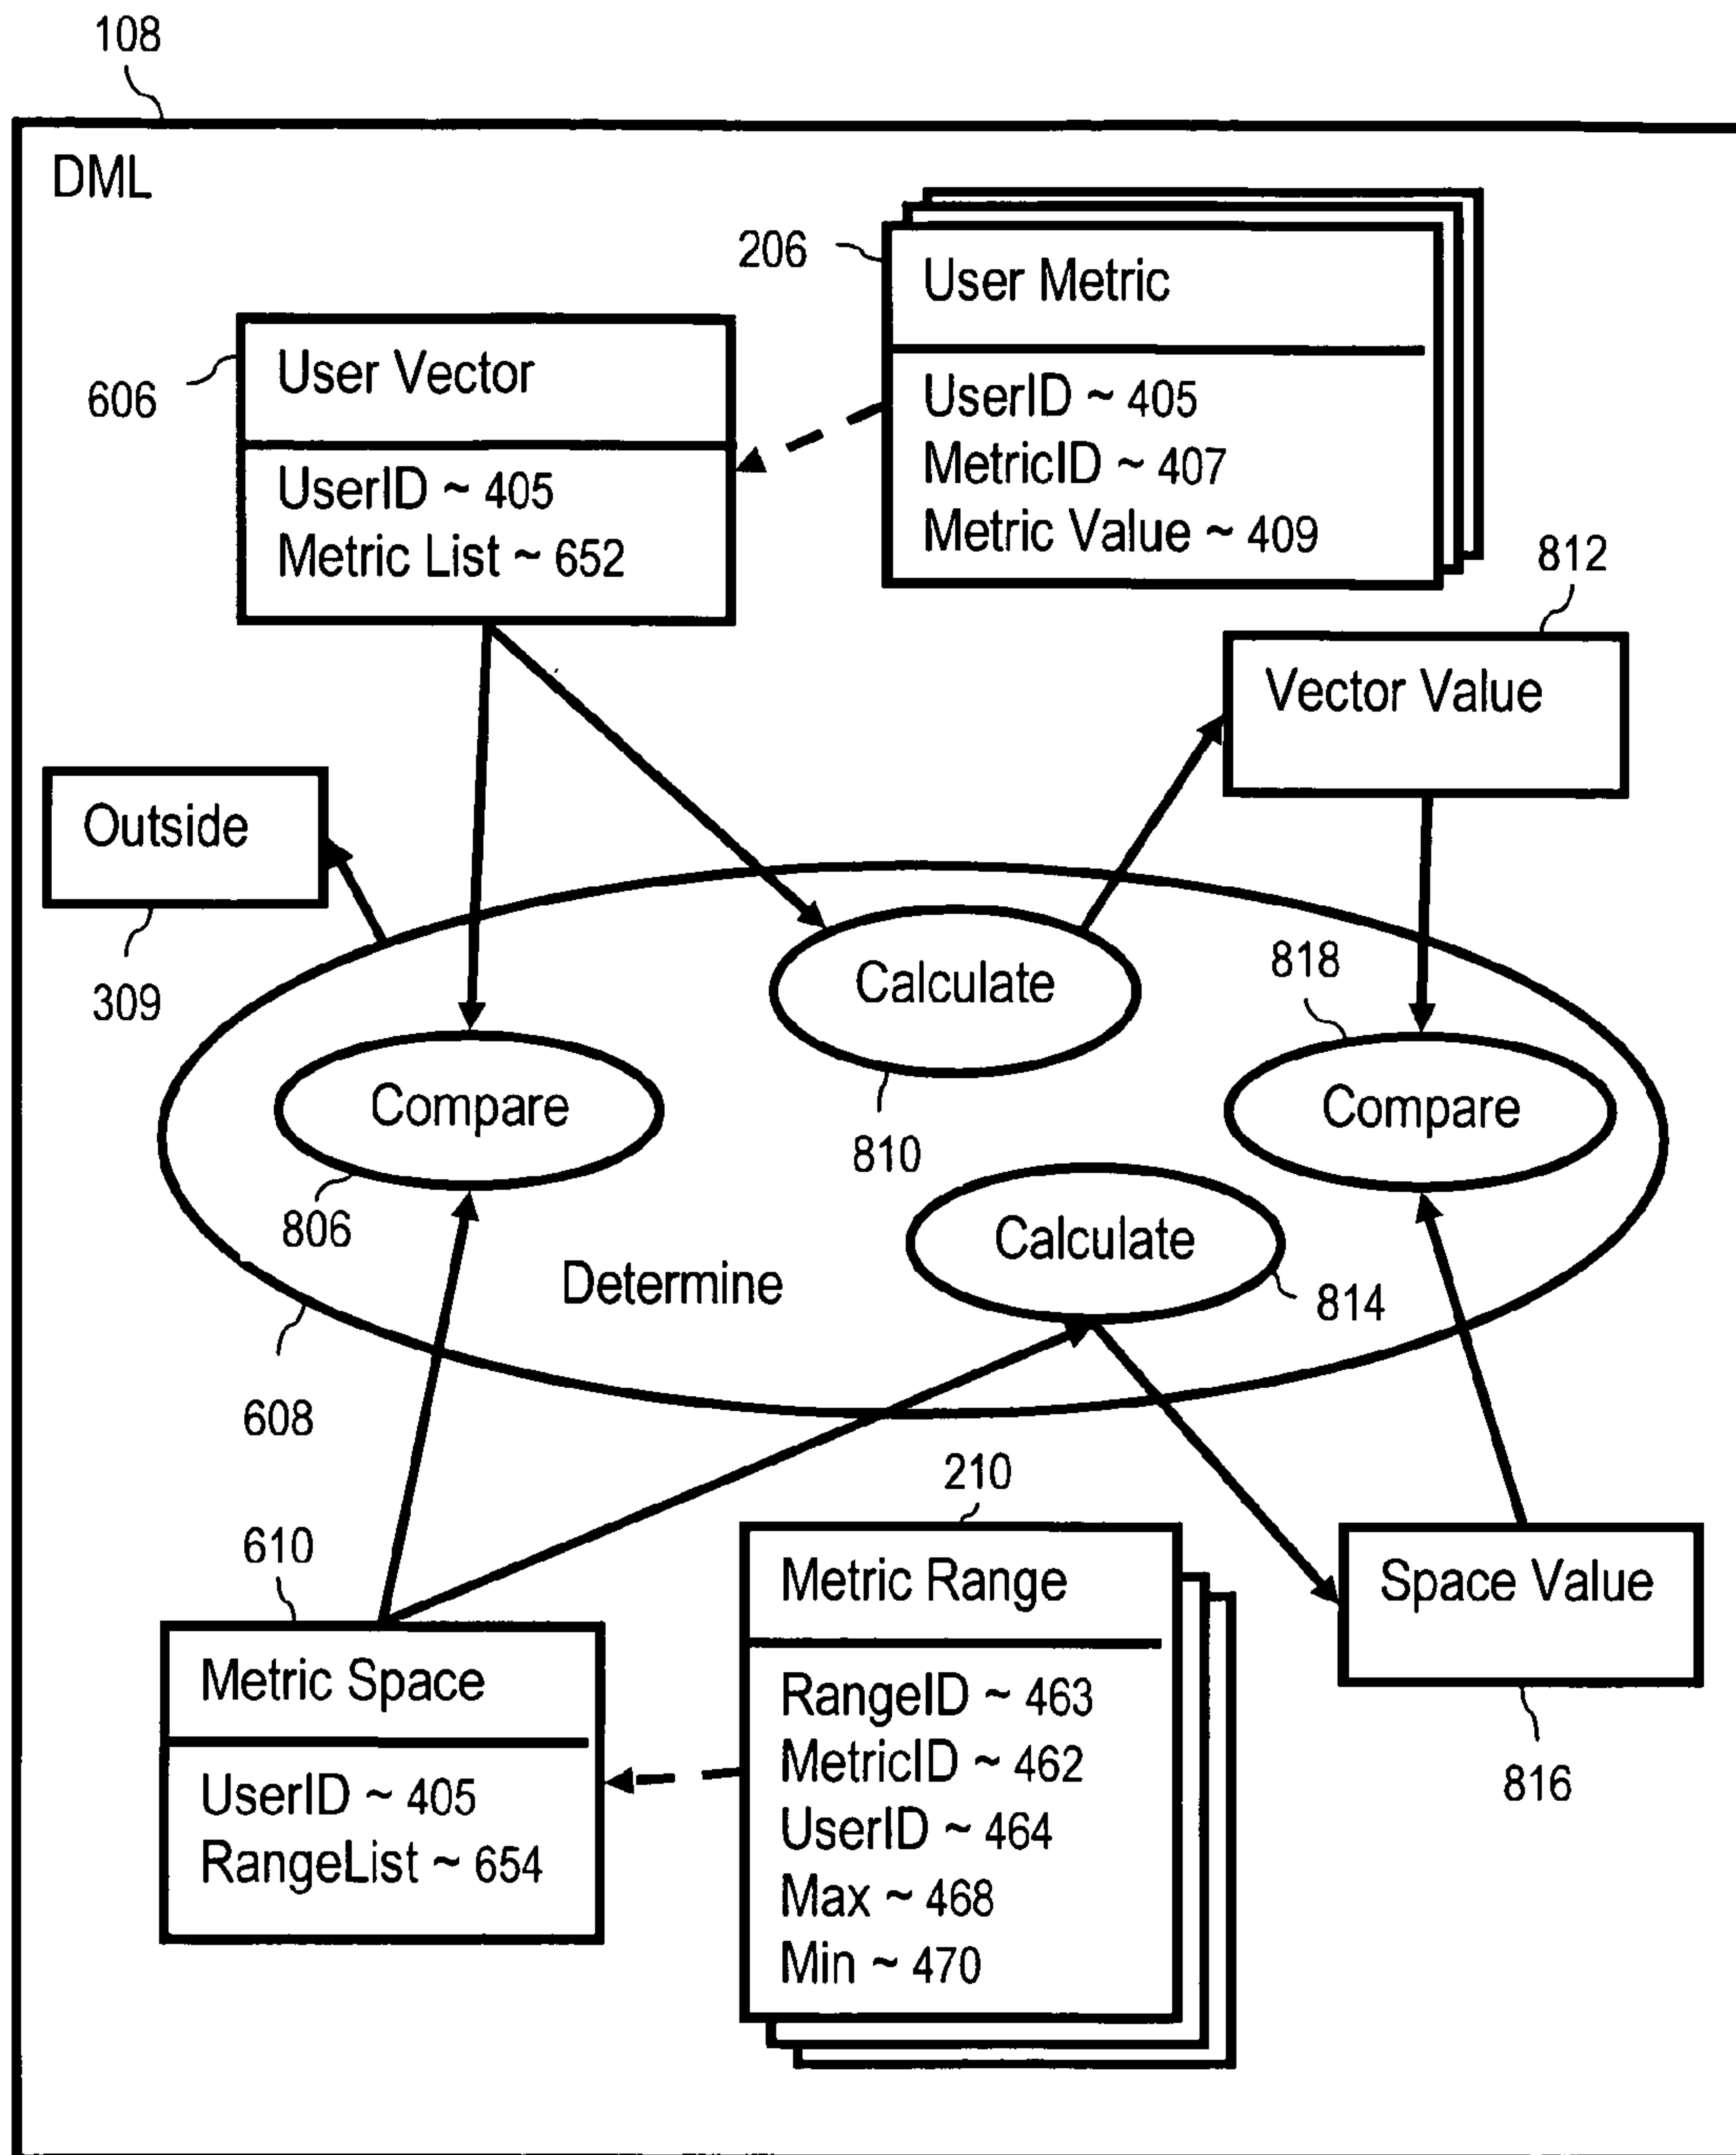 108
DML
206
User Metric
UserID ~ 405
MetricID ~ 407
Metric Value ~ 409
606
User Vector
UserID ~ 405
Metric List ~ 652
812
Vector Value
Outside
309
Calculate
810
818
Compare
Compare
806
Calculate
814
Determine
608
210
Metric Range
RangeID ~ 463
MetricID ~ 462
UserID ~ 464
Max ~ 468
Min ~ 470
610
Metric Space
UserID ~ 405
RangeList ~ 654
Space Value
816